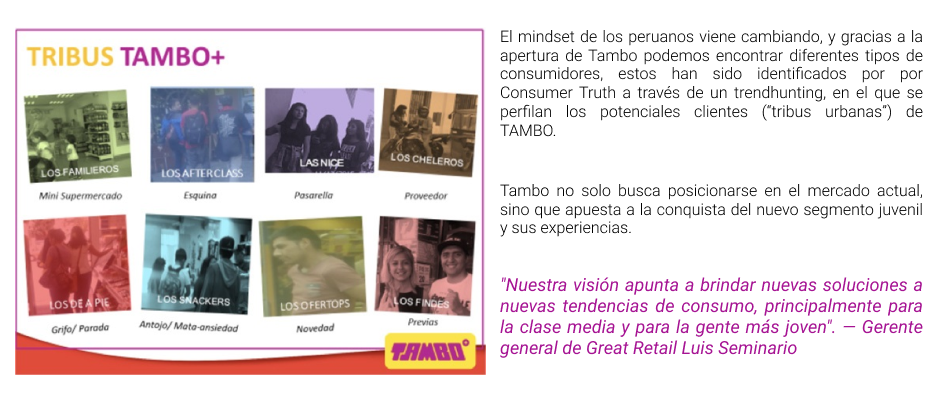 TRIBUS TAMBO+
LOS FAMILIEROS
LOS AFTERCLASS
LAS NICE
LOS CHELEROS
Mini Supermercado
Esquina
Pasarella
Proveedor
LOS DE A PIE
LOS SNACKERS
LOS OFERTOPS
LOS FINDES
Grifo/ Parada
Antojo/ Mata-ansiedad
Novedad
Previas
TAMBO
El mindset de los peruanos viene cambiando, y gracias a la
apertura de Tambo podemos encontrar diferentes tipos de
consumidores, estos han sido identificados por por
Consumer Truth a través de un trendhunting, en el que se
perfilan los potenciales clientes ("tribus urbanas") de
TAMBO.
Tambo no solo busca posicionarse en el mercado actual,
sino que apuesta a la conquista del nuevo segmento juvenil
y sus experiencias.
"Nuestra visión apunta a brindar nuevas soluciones a
nuevas tendencias de consumo, principalmente para
la clase media y para la gente más joven". — Gerente
general de Great Retail Luis Seminario